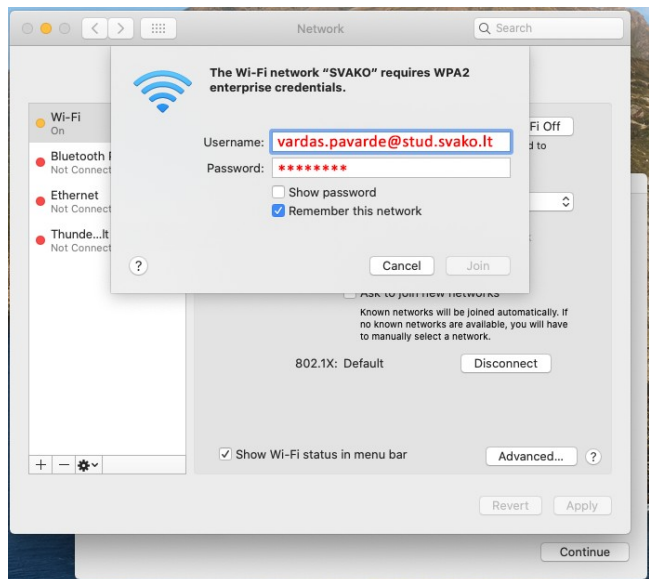 Network
Search
The Wi-Fi network “SVAKO” requires WPA2
enterprise credentials.
Wi-Fi
On
Fi Off
d to
Username: vardas.pavarde@stud.svako.lt
Bluetooth
Not Connect
Password: ********
Show password
Ethernet
Not Connect
Remember this network
Thunde...lt
Not Connect
?
Cancel
Join
Ask to join new networks
Known networks will be joined automatically. If
no known networks are available, you will have
to manually select a network.
802.1X: Default
Disconnect
Show Wi-Fi status in menu bar
Advanced...
?
Revert
Apply
Continue